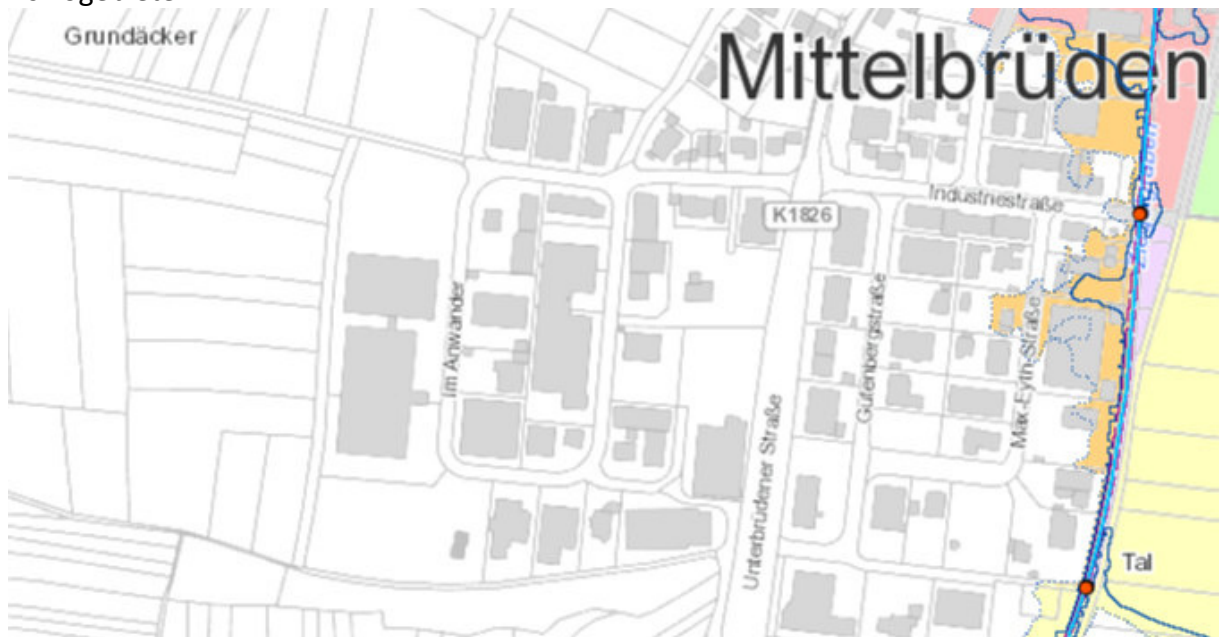 Grundäcker
Mittelbrüden
Industriestraße
K1826
Im Anwander
Gutenbergstraße
Max-Eyth-Straße
Unterbrüdener Straße
Tal